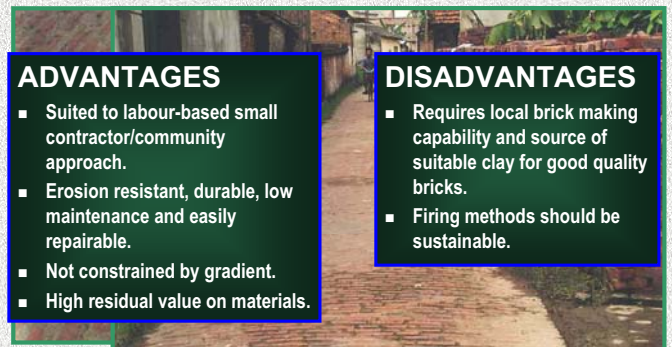 ADVANTAGES
▪ Suited to labour-based small
contractor/community
approach.
▪ Erosion resistant, durable, low
maintenance and easily
repairable.
▪ Not constrained by gradient.
▪ High residual value on materials.
DISADVANTAGES
▪ Requires local brick making
capability and source of
suitable clay for good quality
bricks.
▪ Firing methods should be
sustainable.